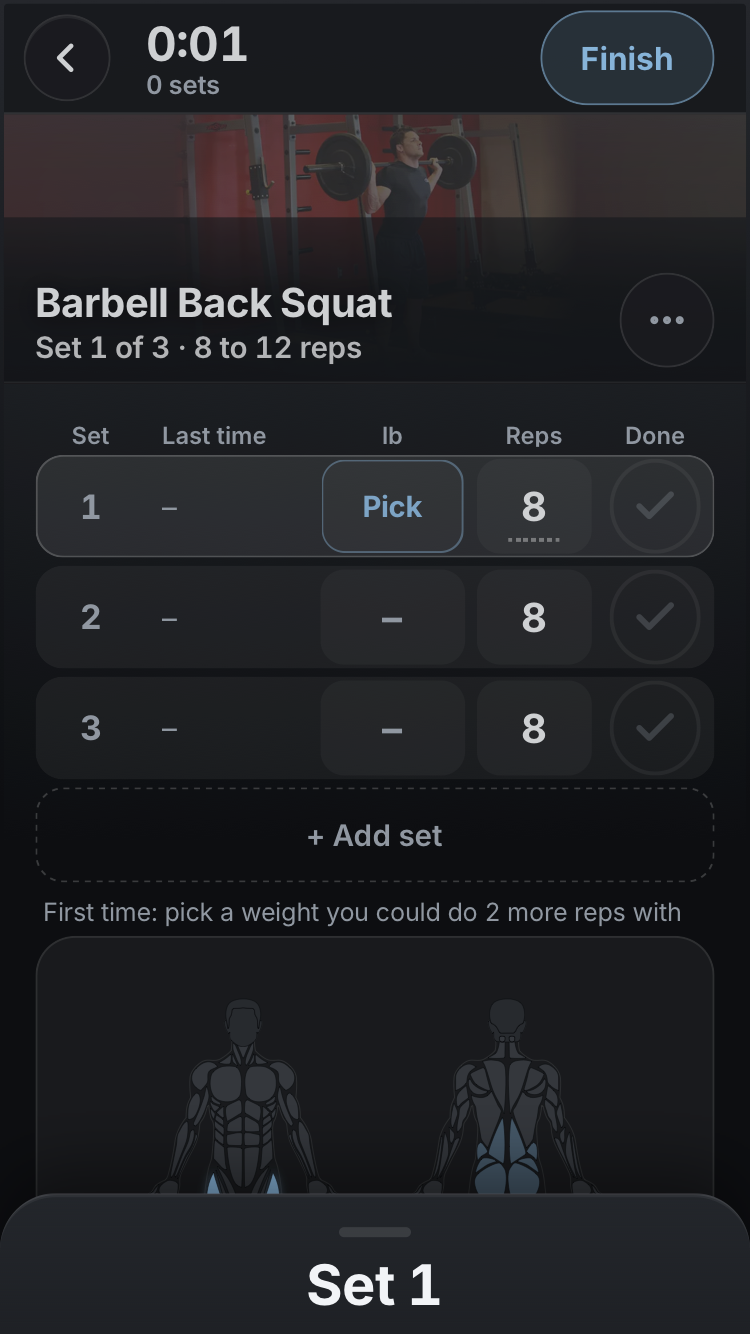 0:01
0 sets
Finish
Barbell Back Squat
Set 1 of 3 · 8 to 12 reps
Set Last time lb Reps Done
1 – Pick 8
2 – – 8
3 – – 8
+ Add set
First time: pick a weight you could do 2 more reps with
Set 1